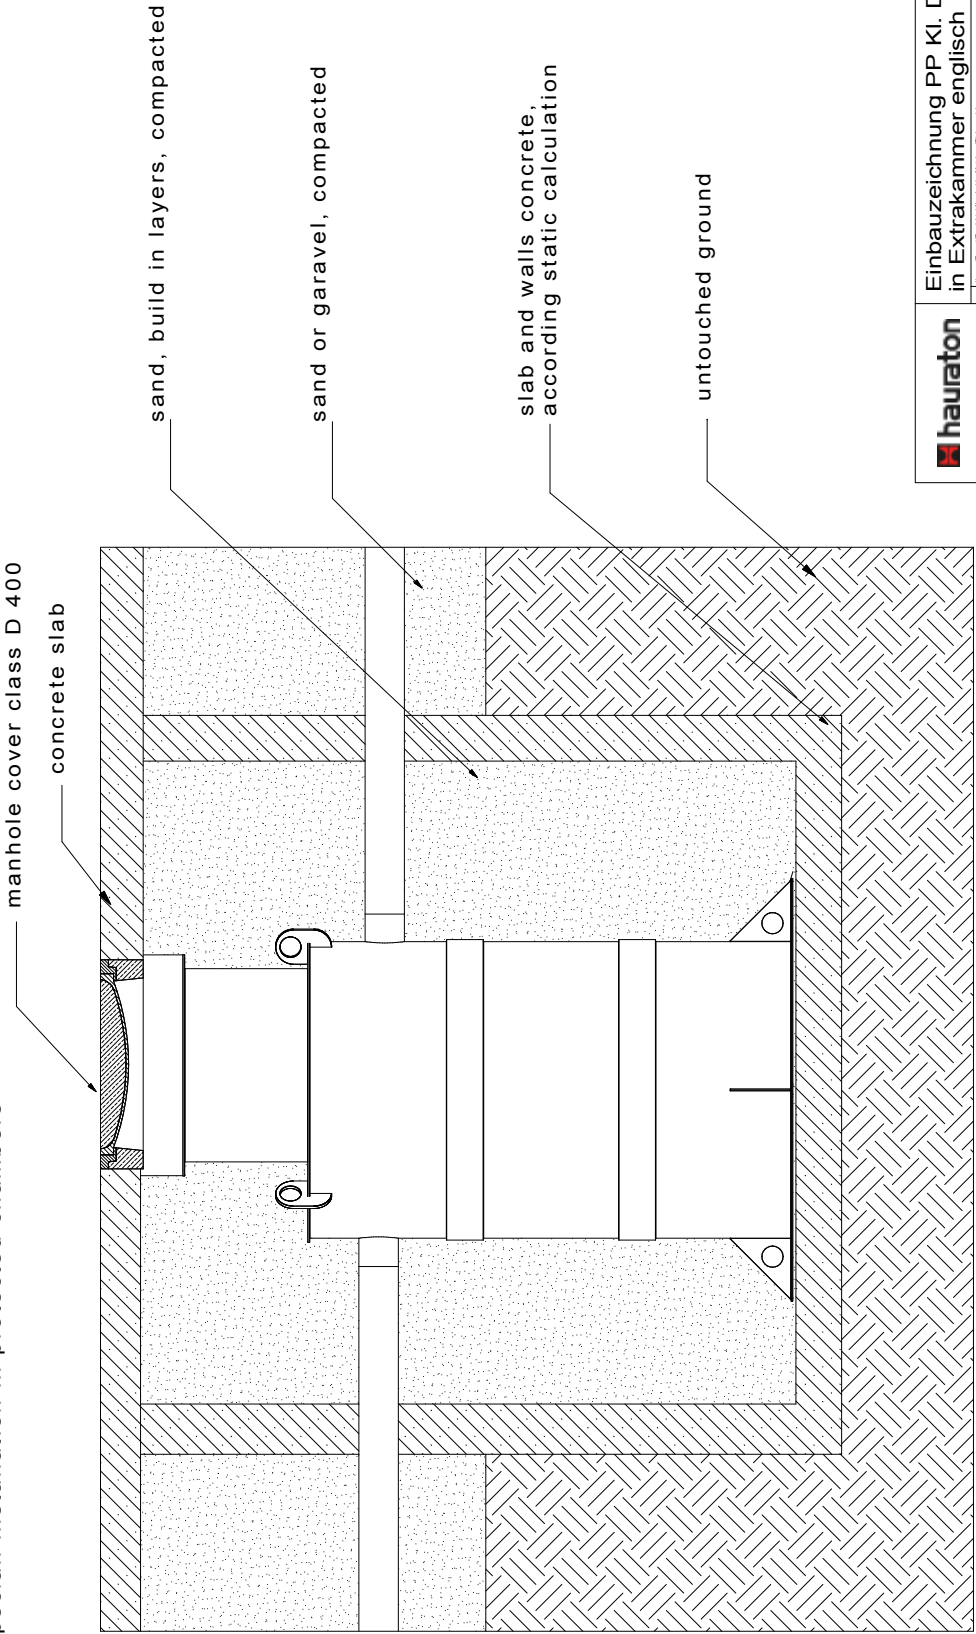 manhole cover class D 400
concrete slab
sand, build in layers, compacted
sand or garavel, compacted
slab and walls concrete,
according static calculation
untouched ground
hauraton
Einbauzeichnung PP Kl. D
in Extrakammer englisch